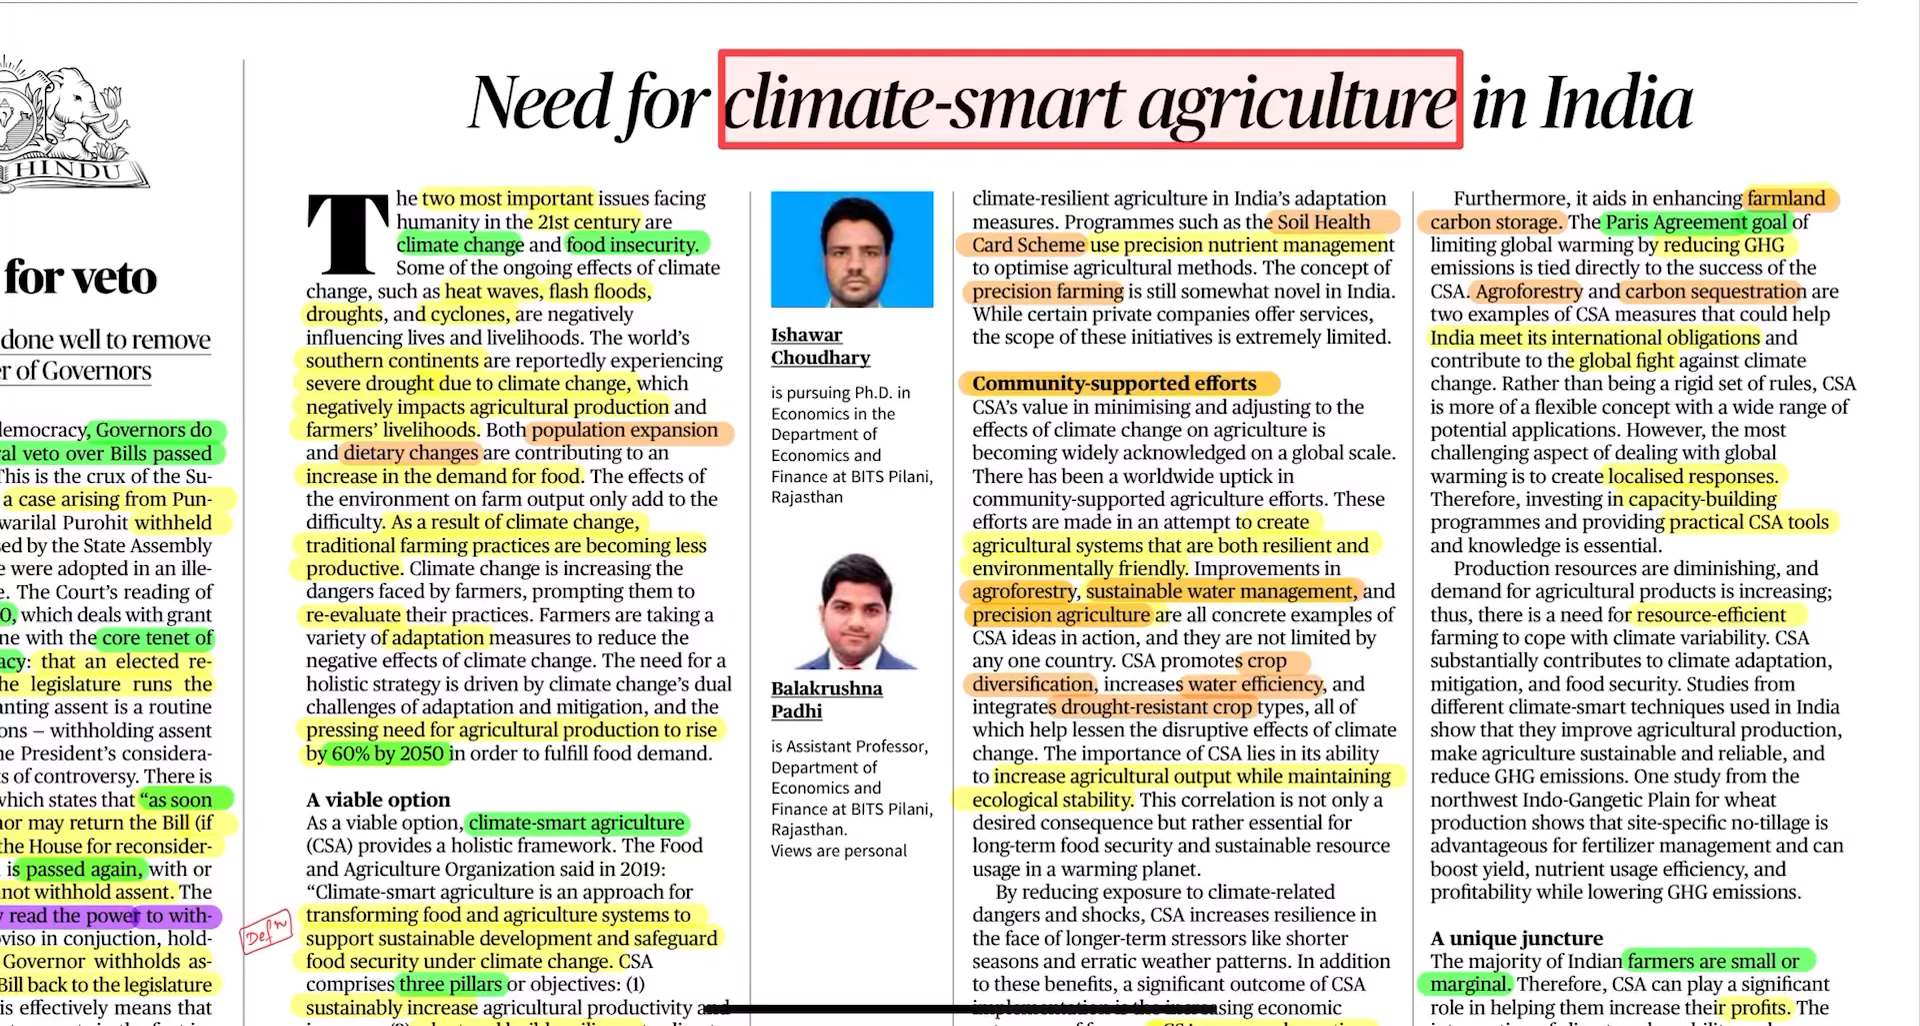 HINDU
for veto
done well to remove
er of Governors
democracy, Governors do
ral veto over Bills passed
This is the crux of the Su-
a case arising from Pun-
warilal Purohit withheld
sed by the State Assembly
e were adopted in an ille-
e. The Court's reading of
0, which deals with grant
ne with the core tenet of
acy: that an elected re-
he legislature runs the
anting assent is a routine
ons – withholding assent
he President's considera-
ts of controversy. There is
which states that “as soon
nor may return the Bill (if
the House for reconsider-
is passed again, with or
not withhold assent. The
y read the power to with-
viso in conjuction, hold-
Governor withholds as-
Bill back to the legislature
is effectively means that
Need for climate-smart agriculture in India
The two most important issues facing
humanity in the 21st century are
climate change and food insecurity.
Some of the ongoing effects of climate
change, such as heat waves, flash floods,
droughts, and cyclones, are negatively
influencing lives and livelihoods. The world's
southern continents are reportedly experiencing
severe drought due to climate change, which
negatively impacts agricultural production and
farmers' livelihoods. Both population expansion
and dietary changes are contributing to an
increase in the demand for food. The effects of
the environment on farm output only add to the
difficulty. As a result of climate change,
traditional farming practices are becoming less
productive. Climate change is increasing the
dangers faced by farmers, prompting them to
re-evaluate their practices. Farmers are taking a
variety of adaptation measures to reduce the
negative effects of climate change. The need for a
holistic strategy is driven by climate change's dual
challenges of adaptation and mitigation, and the
pressing need for agricultural production to rise
by 60% by 2050 in order to fulfill food demand.
A viable option
As a viable option, climate-smart agriculture
(CSA) provides a holistic framework. The Food
and Agriculture Organization said in 2019:
“Climate-smart agriculture is an approach for
transforming food and agriculture systems to
Defn
support sustainable development and safeguard
food security under climate change. CSA
comprises three pillars or objectives: (1)
sustainably increase agricultural productivity and
Ishawar
Choudhary
is pursuing Ph.D. in
Economics in the
Department of
Economics and
Finance at BITS Pilani,
Rajasthan
Balakrushna
Padhi
is Assistant Professor,
Department of
Economics and
Finance at BITS Pilani,
Rajasthan.
Views are personal
climate-resilient agriculture in India's adaptation
measures. Programmes such as the Soil Health
Card Scheme use precision nutrient management
to optimise agricultural methods. The concept of
precision farming is still somewhat novel in India.
While certain private companies offer services,
the scope of these initiatives is extremely limited.
Community-supported efforts
CSA's value in minimising and adjusting to the
effects of climate change on agriculture is
becoming widely acknowledged on a global scale.
There has been a worldwide uptick in
community-supported agriculture efforts. These
efforts are made in an attempt to create
agricultural systems that are both resilient and
environmentally friendly. Improvements in
agroforestry, sustainable water management, and
precision agriculture are all concrete examples of
CSA ideas in action, and they are not limited by
any one country. CSA promotes crop
diversification, increases water efficiency, and
integrates drought-resistant crop types, all of
which help lessen the disruptive effects of climate
change. The importance of CSA lies in its ability
to increase agricultural output while maintaining
ecological stability. This correlation is not only a
desired consequence but rather essential for
long-term food security and sustainable resource
usage in a warming planet.
By reducing exposure to climate-related
dangers and shocks, CSA increases resilience in
the face of longer-term stressors like shorter
seasons and erratic weather patterns. In addition
to these benefits, a significant outcome of CSA
implementation is the increasing economic
Furthermore, it aids in enhancing farmland
carbon storage. The Paris Agreement goal of
limiting global warming by reducing GHG
emissions is tied directly to the success of the
CSA. Agroforestry and carbon sequestration are
two examples of CSA measures that could help
India meet its international obligations and
contribute to the global fight against climate
change. Rather than being a rigid set of rules, CSA
is more of a flexible concept with a wide range of
potential applications. However, the most
challenging aspect of dealing with global
warming is to create localised responses.
Therefore, investing in capacity-building
programmes and providing practical CSA tools
and knowledge is essential.
Production resources are diminishing, and
demand for agricultural products is increasing;
thus, there is a need for resource-efficient
farming to cope with climate variability. CSA
substantially contributes to climate adaptation,
mitigation, and food security. Studies from
different climate-smart techniques used in India
show that they improve agricultural production,
make agriculture sustainable and reliable, and
reduce GHG emissions. One study from the
northwest Indo-Gangetic Plain for wheat
production shows that site-specific no-tillage is
advantageous for fertilizer management and can
boost yield, nutrient usage efficiency, and
profitability while lowering GHG emissions.
A unique juncture
The majority of Indian farmers are small or
marginal. Therefore, CSA can play a significant
role in helping them increase their profits. The